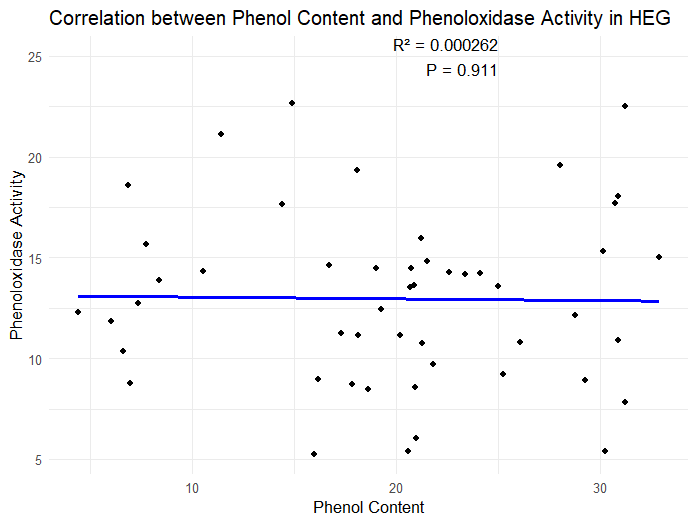 Correlation between Phenol Content and Phenoloxidase Activity in HEG
R² = 0.000262
P = 0.911
25
20
15
10
5
Phenoloxidase Activity
10 20 30
Phenol Content